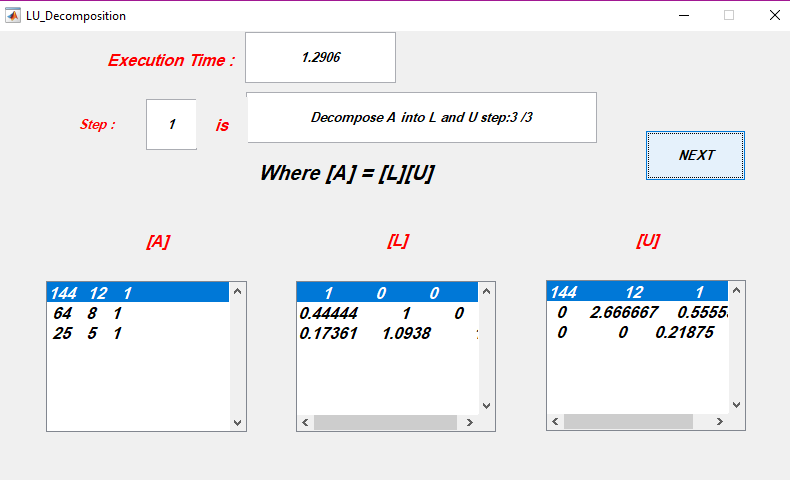 LU_Decomposition
Execution Time :
1.2906
Step :
1
is
Decompose A into L and U step:3 /3
NEXT
Where [A] = [L][U]
[A]
[L]
[U]
144 12 1
64 8 1
25 5 1
1 0 0
0.44444 1 0
0.17361 1.0938
144 12 1
0 2.666667 0.5555
0 0 0.21875